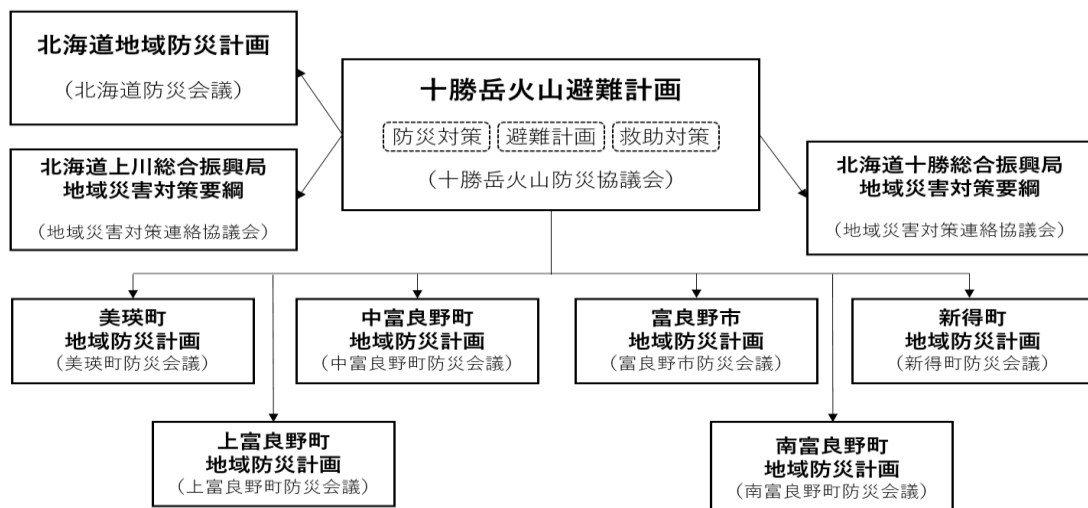 北海道地域防災計画
（北海道防災会議）
十勝岳火山避難計画
防災対策 避難計画 救助対策
（十勝岳火山防災協議会）
北海道上川総合振興局
地域災害対策要綱
（地域災害対策連絡協議会）
北海道十勝総合振興局
地域災害対策要綱
（地域災害対策連絡協議会）
美瑛町
地域防災計画
（美瑛町防災会議）
中富良野町
地域防災計画
（中富良野町防災会議）
富良野市
地域防災計画
（富良野市防災会議）
新得町
地域防災計画
（新得町防災会議）
上富良野町
地域防災計画
（上富良野町防災会議）
南富良野町
地域防災計画
（南富良野町防災会議）